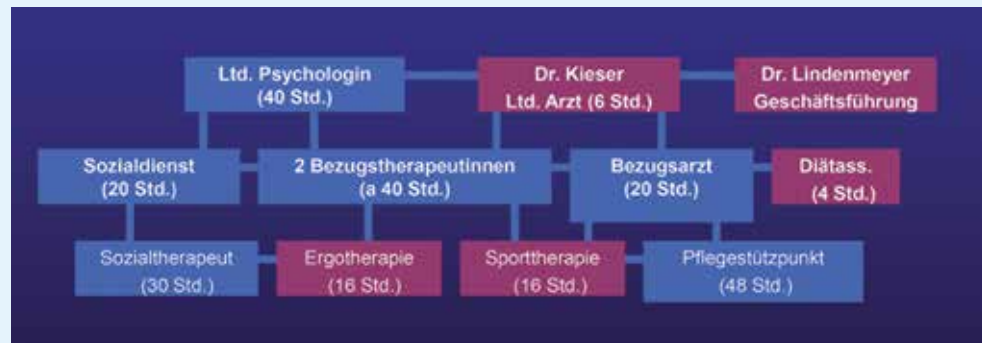 Ltd. Psychologin
(40 Std.)
Dr. Kieser
Ltd. Arzt (6 Std.)
Dr. Lindenmeyer
Geschäftsführung
Sozialdienst
(20 Std.)
2 Bezugstherapeutinnen
(a 40 Std.)
Bezugsarzt
(20 Std.)
Diätass.
(4 Std.)
Sozialtherapeut
(30 Std.)
Ergotherapie
(16 Std.)
Sporttherapie
(16 Std.)
Pflegestützpunkt
(48 Std.)